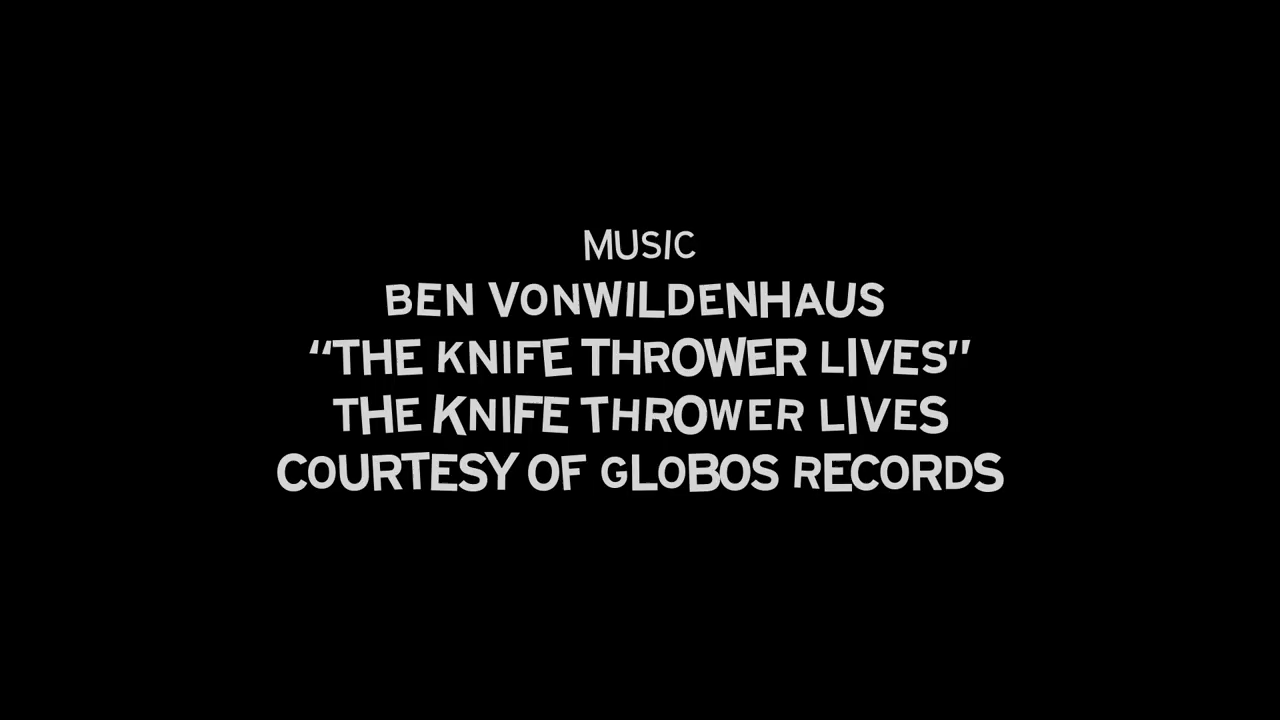 MUSIC
BEN VONWILDENHAUS
“THE KNIFE THROWER LIVES”
THE KNIFE THROWER LIVES
COURTESY OF GLOBOS RECORDS